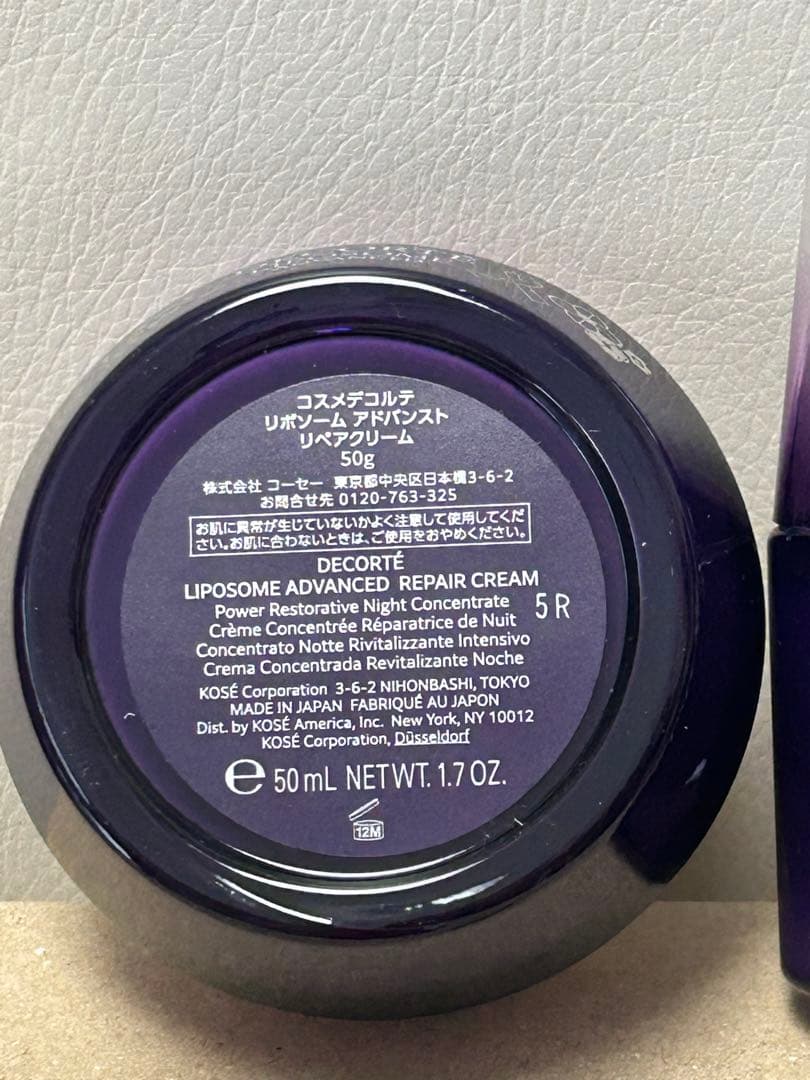 コスメデコルテ
リポソーム アドバンスト
リペアクリーム
50g
株式会社 コーセー 東京都中央区日本橋3-6-2
お問合せ先 0120-763-325
お肌に異常が生じていないかよく注意して使用してくだ
さい。お肌に合わないときは、ご使用をおやめください。
DECORTÉ
LIPOSOME ADVANCED REPAIR CREAM
Power Restorative Night Concentrate
5 R
Crème Concentrée Réparatrice de Nuit
Concentrato Notte Rivitalizzante Intensivo
Crema Concentrada Revitalizante Noche
KOSÉ Corporation 3-6-2 NIHONBASHI, TOKYO
MADE IN JAPAN FABRIQUÉ AU JAPON
Dist. by KOSÉ America, Inc. New York, NY 10012
KOSÉ Corporation, Düsseldorf
e 50 mL NET WT. 1.7 OZ.
12M